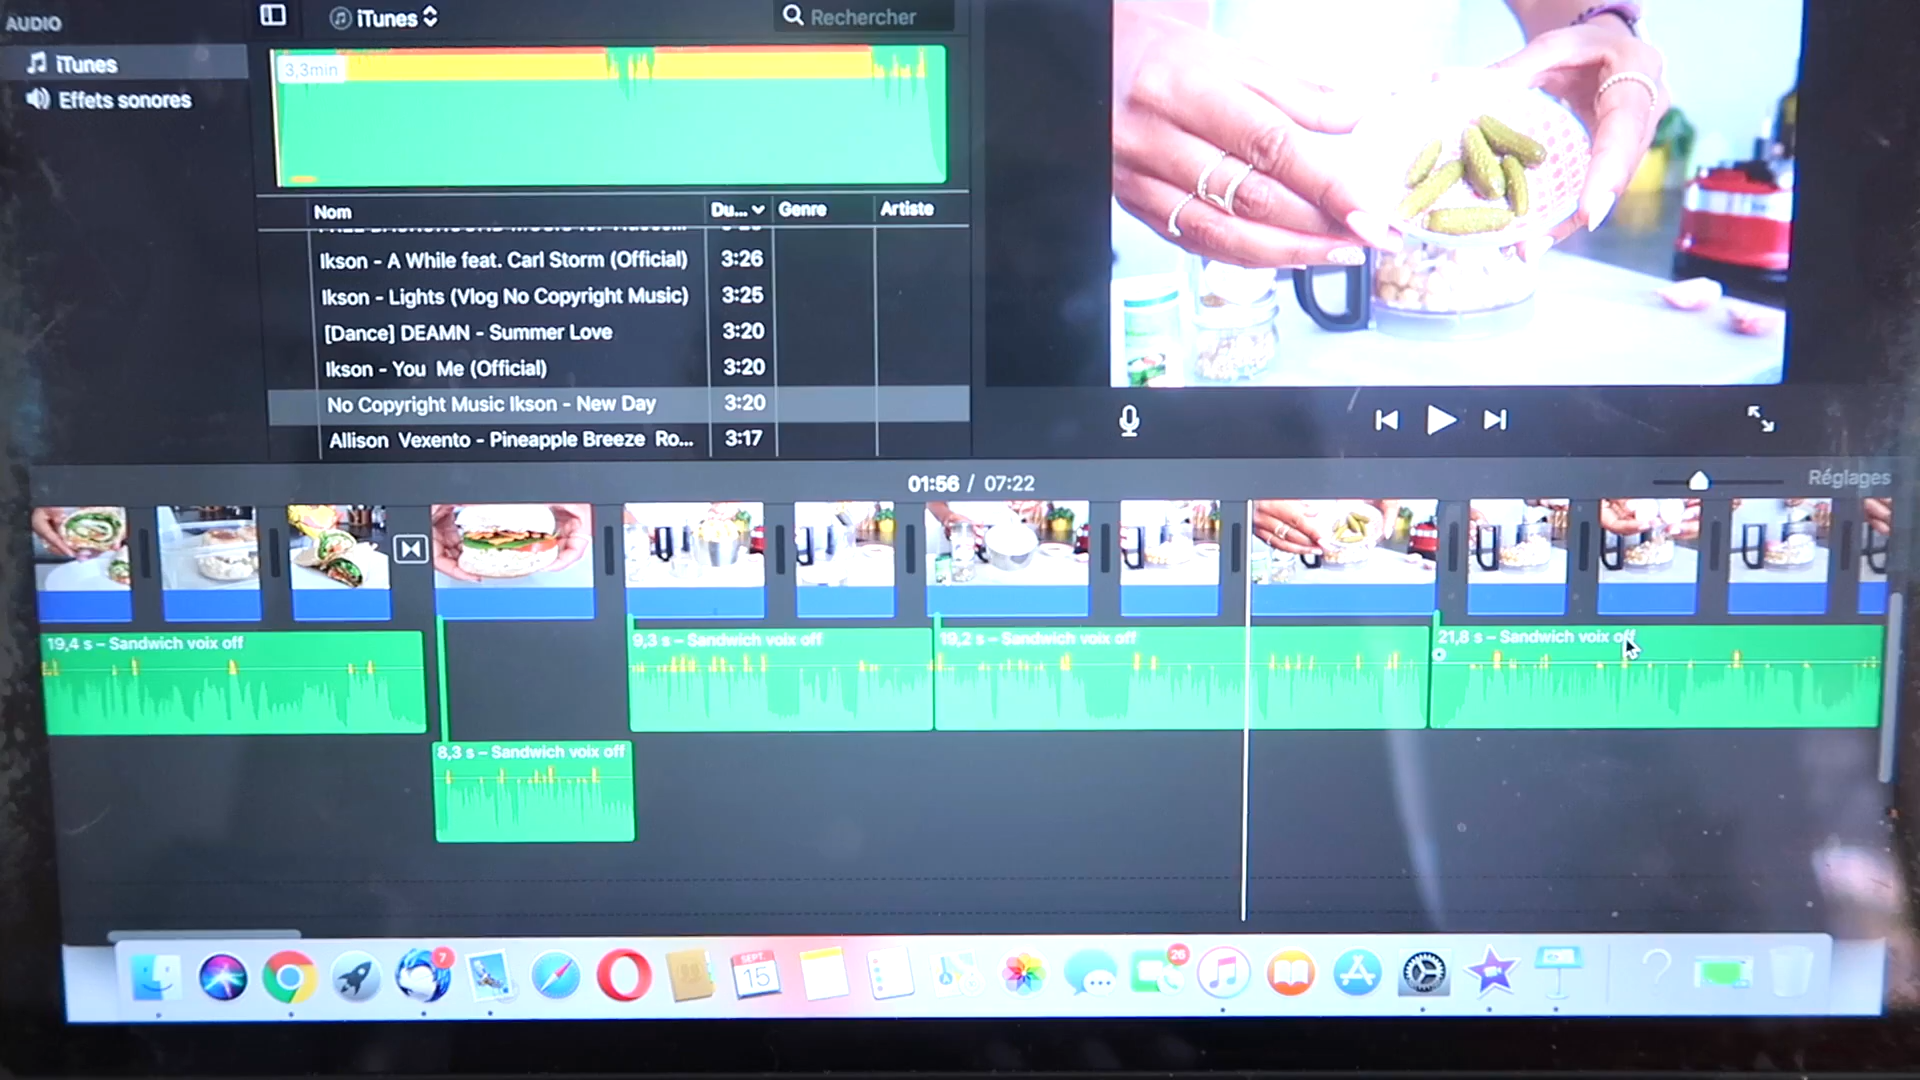 AUDIO
iTunes
Rechercher
iTunes
Effets sonores
3,3min
Nom
Du...
Genre
Artiste
Ikson - A While feat. Carl Storm (Official)
3:26
Ikson - Lights (Vlog No Copyright Music)
3:25
[Dance] DEAMN - Summer Love
3:20
Ikson - You Me (Official)
3:20
No Copyright Music Ikson - New Day
3:20
Allison Vexento - Pineapple Breeze Ro...
3:17
01:56 / 07:22
Réglages
19,4 s – Sandwich voix off
9,3 s – Sandwich voix off
19,2 s – Sandwich voix off
21,8 s – Sandwich voix off
8,3 s – Sandwich voix off
7
SEPT.
15
26